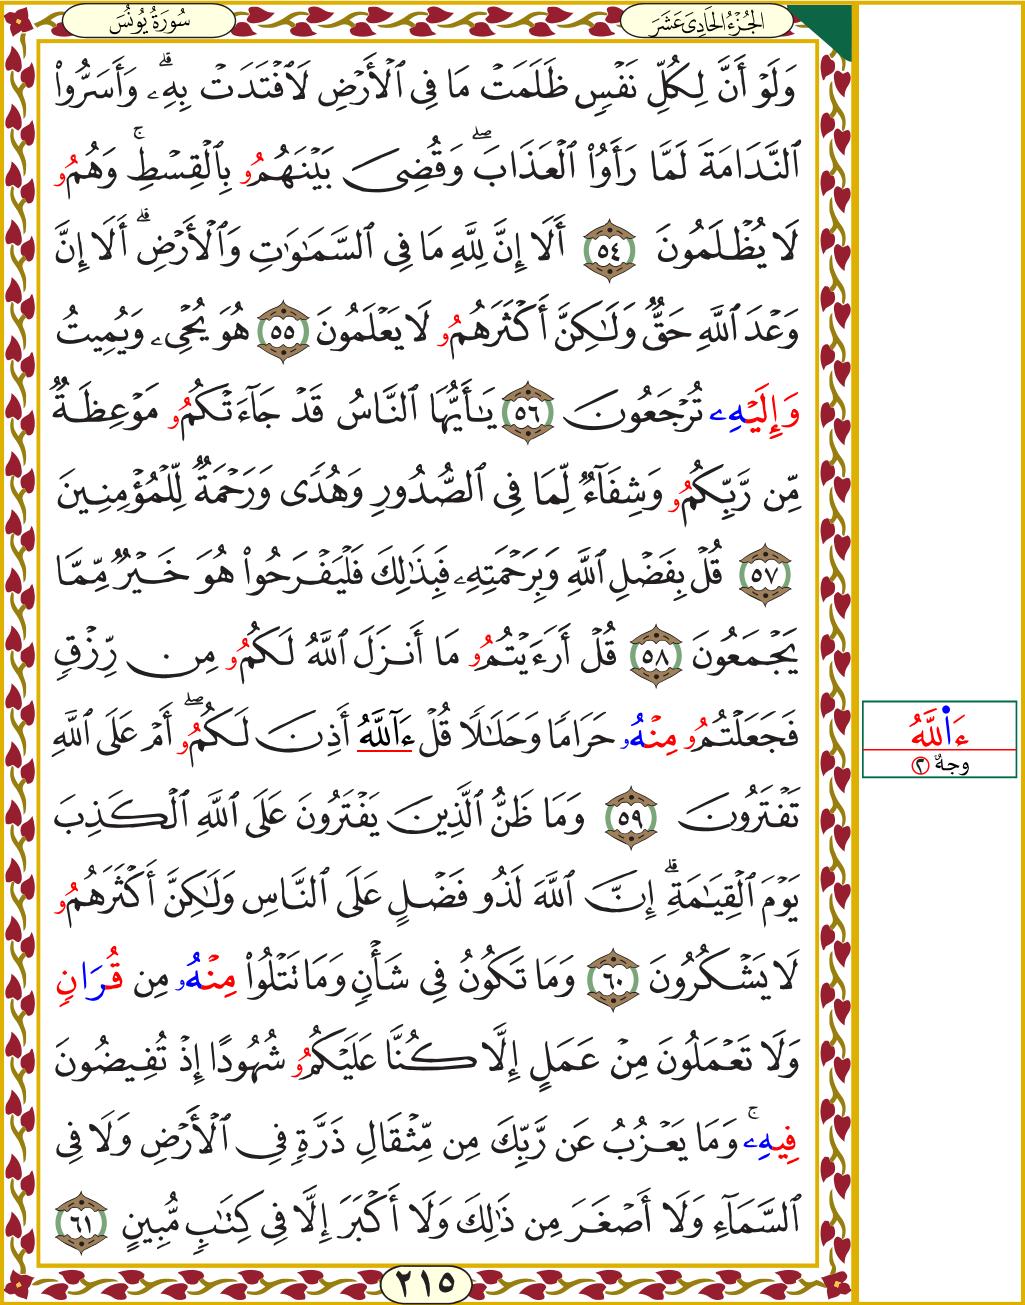 سُورَةُ يُونُسَ
الجُزْءُ الحَادِيَ عَشَرَ
وَلَوۡ أَنَّ لِكُلِّ نَفۡسٖ ظَلَمَتۡ مَا فِي ٱلۡأَرۡضِ لَٱفۡتَدَتۡ بِهِۦۗ وَأَسَرُّواْ
ٱلنَّدَامَةَ لَمَّا رَأَوُاْ ٱلۡعَذَابَۖ وَقُضِيَ بَيۡنَهُمُۥ بِٱلۡقِسۡطِۚ وَهُمُۥ
لَا يُظۡلَمُونَ ٥٤ أَلَآ إِنَّ لِلَّهِ مَا فِي ٱلسَّمَٰوَٰتِ وَٱلۡأَرۡضِۗ أَلَآ إِنَّ
وَعۡدَ ٱللَّهِ حَقّٞ وَلَٰكِنَّ أَكۡثَرَهُمُۥ لَا يَعۡلَمُونَ ٥٥ هُوَ يُحۡيِۦ وَيُمِيتُ
وَإِلَيۡهِۦ تُرۡجَعُونَ ٥٦ يَٰٓأَيُّهَا ٱلنَّاسُ قَدۡ جَآءَتۡكُمُۥ مَوۡعِظَةٞ
مِّن رَّبِّكُمُۥ وَشِفَآءٞ لِّمَا فِي ٱلصُّدُورِ وَهُدٗى وَرَحۡمَةٞ لِّلۡمُؤۡمِنِينَ
٥٧ قُلۡ بِفَضۡلِ ٱللَّهِ وَبِرَحۡمَتِهِۦ فَبِذَٰلِكَ فَلۡيَفۡرَحُواْ هُوَ خَيۡرٞ مِّمَّا
يَجۡمَعُونَ ٥٨ قُلۡ أَرَءَيۡتُمُۥ مَآ أَنزَلَ ٱللَّهُ لَكُمُۥ مِن رِّزۡقٖ
فَجَعَلۡتُمُۥ مِنۡهُۥ حَرَامٗا وَحَلَٰلٗا قُلۡ ءَآللَّهُ أَذِنَ لَكُمُۥۖ أَمۡ عَلَى ٱللَّهِ
ءَا۬للَّهُ
وجهٌ ٢
تَفۡتَرُونَ ٥٩ وَمَا ظَنُّ ٱلَّذِينَ يَفۡتَرُونَ عَلَى ٱللَّهِ ٱلۡكَذِبَ
يَوۡمَ ٱلۡقِيَٰمَةِۗ إِنَّ ٱللَّهَ لَذُو فَضۡلٍ عَلَى ٱلنَّاسِ وَلَٰكِنَّ أَكۡثَرَهُمُۥ
لَا يَشۡكُرُونَ ٦٠ وَمَا تَكُونُ فِي شَأۡنٖ وَمَا تَتۡلُواْ مِنۡهُۥ مِن قُرَانٖ
وَلَا تَعۡمَلُونَ مِنۡ عَمَلٍ إِلَّا كُنَّا عَلَيۡكُمُۥ شُهُودًا إِذۡ تُفِيضُونَ
فِيهِۦۚ وَمَا يَعۡزُبُ عَن رَّبِّكَ مِن مِّثۡقَالِ ذَرَّةٖ فِي ٱلۡأَرۡضِ وَلَا فِي
ٱلسَّمَآءِ وَلَآ أَصۡغَرَ مِن ذَٰلِكَ وَلَآ أَكۡبَرَ إِلَّا فِي كِتَٰبٖ مُّبِينٍ ٦١
٢١٥